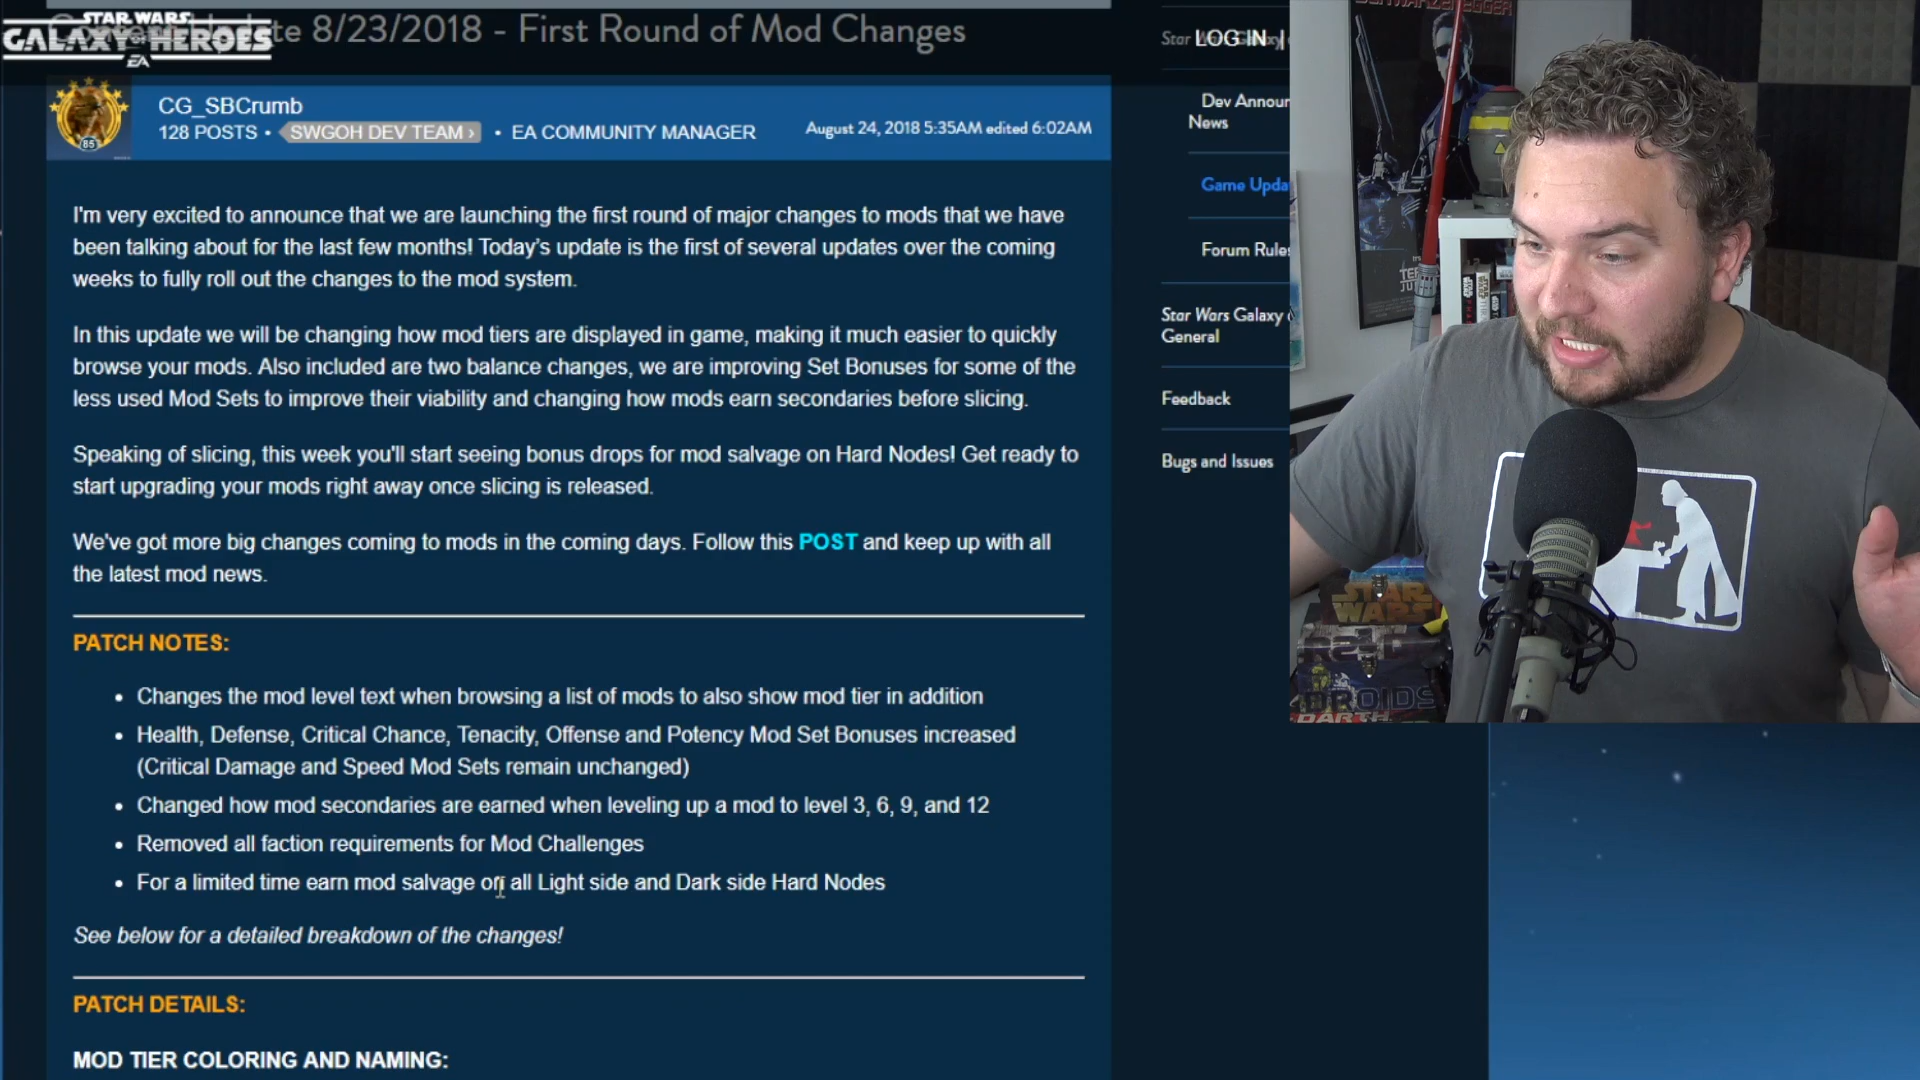 STAR WARS
GALAXY OF HEROES
EA
te 8/23/2018 - First Round of Mod Changes
LOG IN |
Star
CG_SBCrumb
128 POSTS • SWGOH DEV TEAM › • EA COMMUNITY MANAGER
August 24, 2018 5:35AM edited 6:02AM
85
I'm very excited to announce that we are launching the first round of major changes to mods that we have
been talking about for the last few months! Today's update is the first of several updates over the coming
weeks to fully roll out the changes to the mod system.
In this update we will be changing how mod tiers are displayed in game, making it much easier to quickly
browse your mods. Also included are two balance changes, we are improving Set Bonuses for some of the
less used Mod Sets to improve their viability and changing how mods earn secondaries before slicing.
Speaking of slicing, this week you'll start seeing bonus drops for mod salvage on Hard Nodes! Get ready to
start upgrading your mods right away once slicing is released.
We've got more big changes coming to mods in the coming days. Follow this POST and keep up with all
the latest mod news.
PATCH NOTES:
• Changes the mod level text when browsing a list of mods to also show mod tier in addition
• Health, Defense, Critical Chance, Tenacity, Offense and Potency Mod Set Bonuses increased
(Critical Damage and Speed Mod Sets remain unchanged)
• Changed how mod secondaries are earned when leveling up a mod to level 3, 6, 9, and 12
• Removed all faction requirements for Mod Challenges
• For a limited time earn mod salvage on all Light side and Dark side Hard Nodes
See below for a detailed breakdown of the changes!
PATCH DETAILS:
MOD TIER COLORING AND NAMING:
Dev Announ
News
Game Upda
Forum Rule
Star Wars Galaxy
General
Feedback
Bugs and Issues
STAR
WARS
DROIDS
DARTH